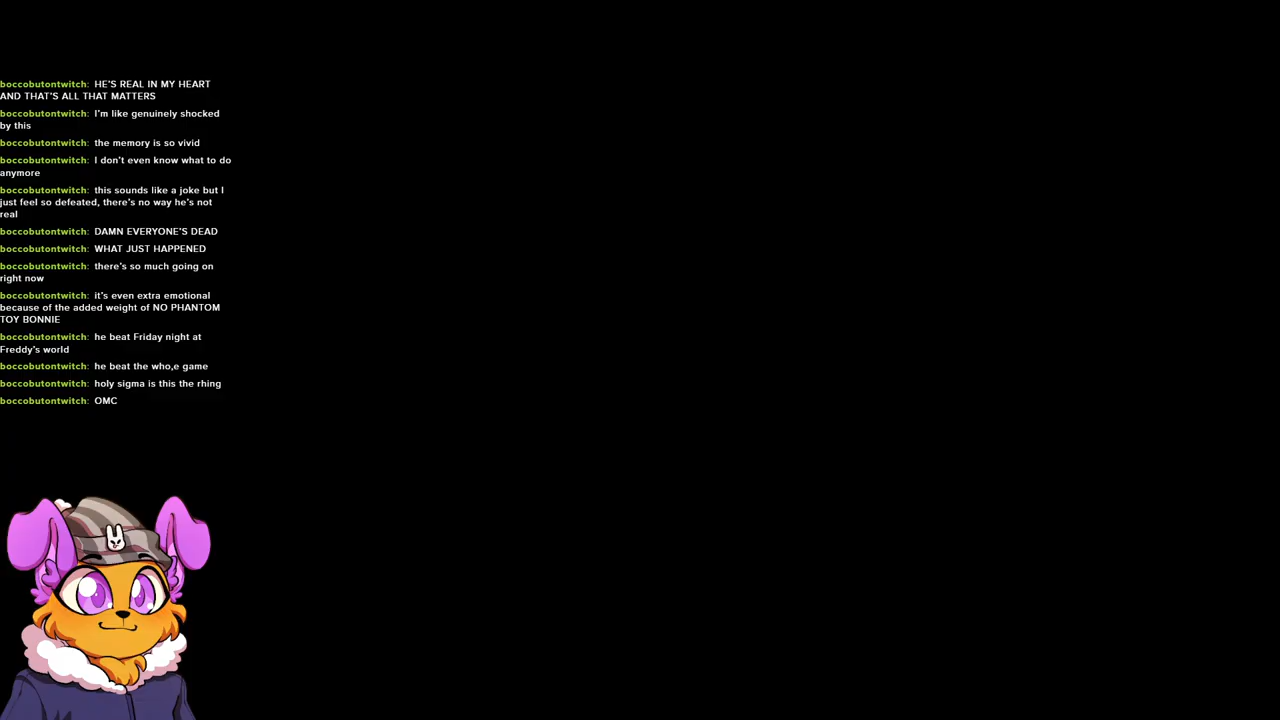 boccobutontwitch: HE'S REAL IN MY HEART
AND THAT'S ALL THAT MATTERS
boccobutontwitch: I'm like genuinely shocked
by this
boccobutontwitch: the memory is so vivid
boccobutontwitch: I don't even know what to do
anymore
boccobutontwitch: this sounds like a joke but I
just feel so defeated, there's no way he's not
real
boccobutontwitch: DAMN EVERYONE'S DEAD
boccobutontwitch: WHAT JUST HAPPENED
boccobutontwitch: there's so much going on
right now
boccobutontwitch: it's even extra emotional
because of the added weight of NO PHANTOM
TOY BONNIE
boccobutontwitch: he beat Friday night at
Freddy's world
boccobutontwitch: he beat the who,e game
boccobutontwitch: holy sigma is this the rhing
boccobutontwitch: OMC